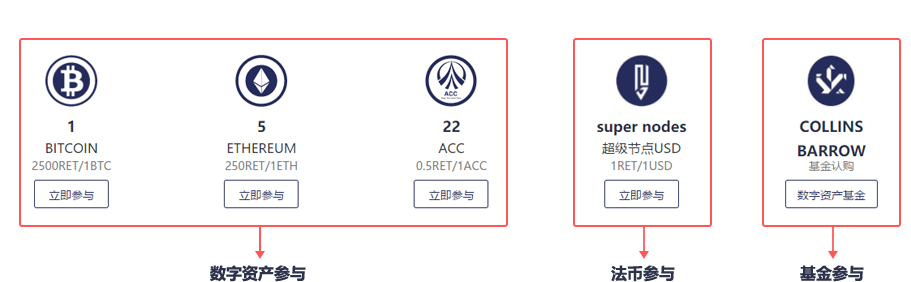 ACC
1
BITCOIN
2500RET/1BTC
立即参与
5
ETHEREUM
250RET/1ETH
立即参与
22
ACC
0.5RET/1ACC
立即参与
super nodes
超级节点USD
1RET/1USD
立即参与
COLLINS
BARROW
基金认购
数字资产基金
数字资产参与
法币参与
基金参与